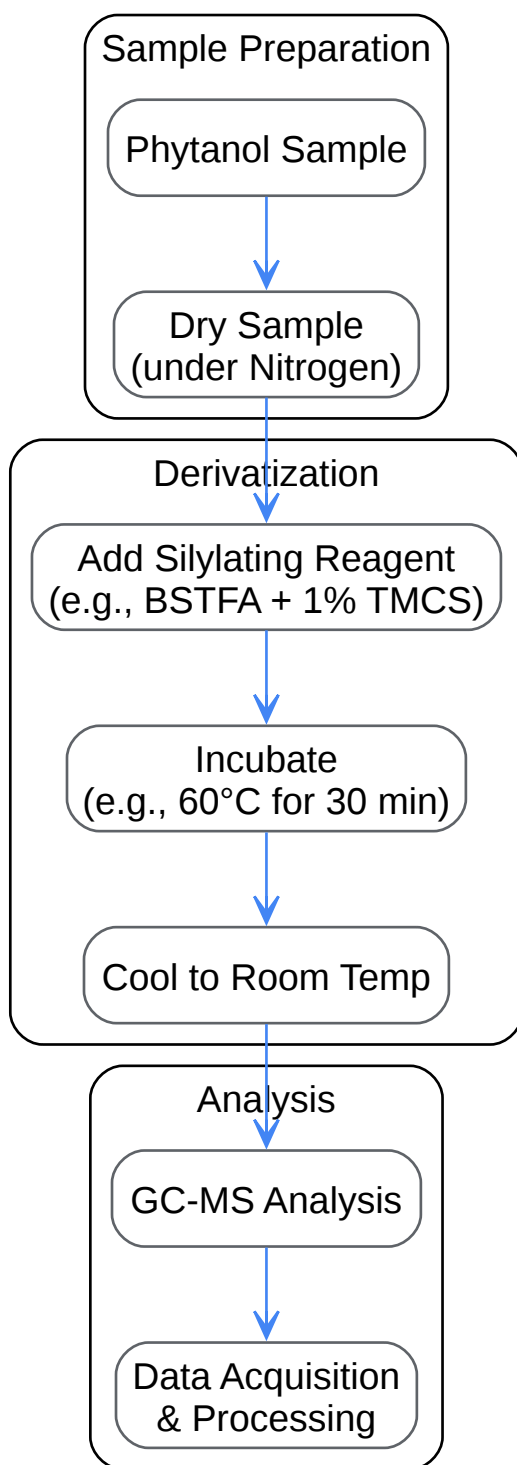 Sample Preparation
Phytanol Sample
Dry Sample
(under Nitrogen)
Derivatization
Add Silylating Reagent
(e.g., BSTFA + 1% TMCS)
Incubate
(e.g., 60°C for 30 min)
Cool to Room Temp
Analysis
GC-MS Analysis
Data Acquisition
& Processing